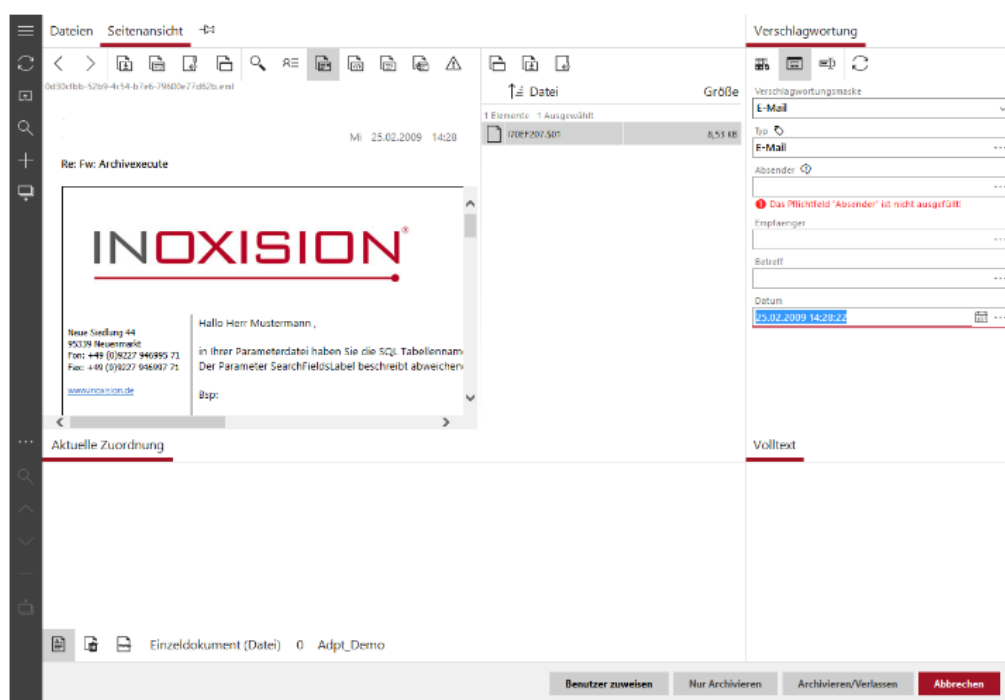 Dateien Seitenansicht
0d30cfbb-52b9-4c54-b7e6-79600e77d62b.eml
Mi 25.02.2009 14:28
Re: Fw: Archivexecute
INOXISION®
Neue Siedlung 44
95339 Neuenmarkt
Fon: +49 (0)9227 946995 71
Fax: +49 (0)9227 946997 71
www.inoxision.de
Hallo Herr Mustermann ,
in Ihrer Parameterdatei haben Sie die SQL Tabellennam
Der Parameter SearchFieldsLabel beschreibt abweichen
Bsp:
Datei Größe
1 Elemente 1 Ausgewählt
I70EF207.S01 8,53 KB
Verschlagwortung
Verschlagwortungsmaske
E-Mail
Typ
E-Mail
Absender
Das Pflichtfeld "Absender" ist nicht ausgefüllt!
Empfaenger
Betreff
Datum
25.02.2009 14:28:22
Aktuelle Zuordnung
Volltext
Einzeldokument (Datei) 0 Adpt_Demo
Benutzer zuweisen Nur Archivieren Archivieren/Verlassen Abbrechen